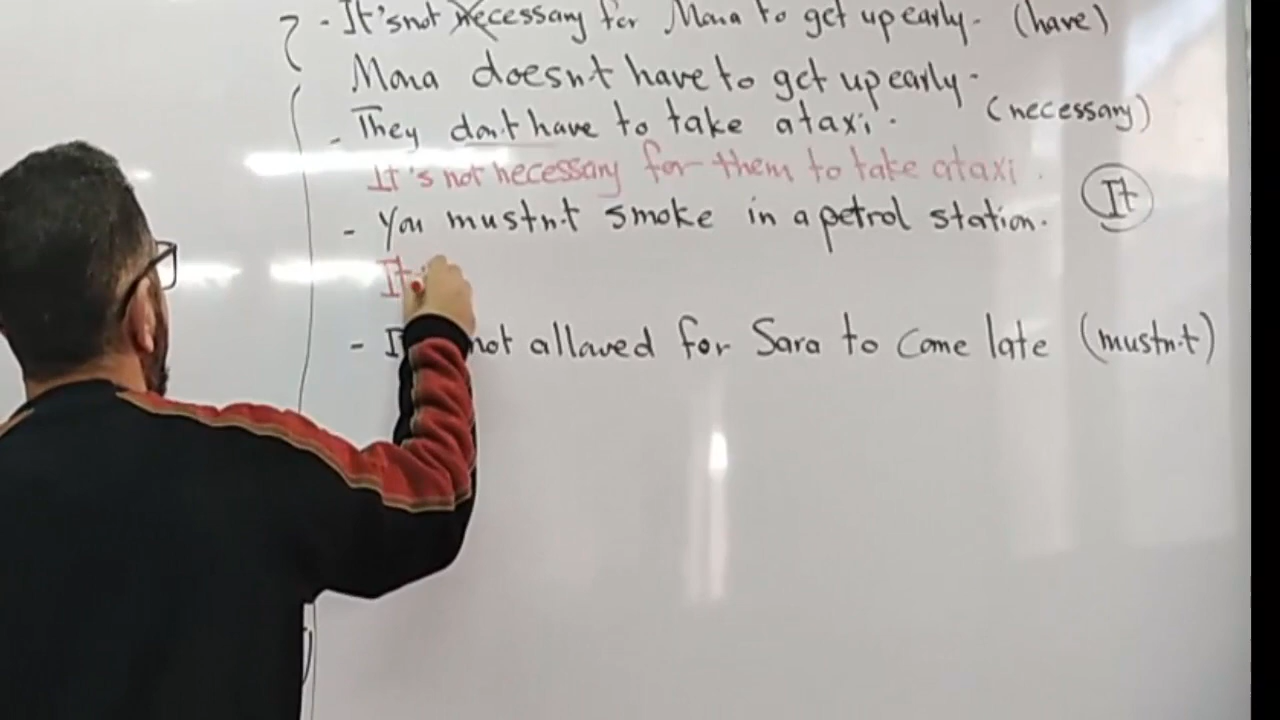 - It's not necessary for Mona to get up early. (have)
Mona doesn't have to get up early.
- They don't have to take a taxi. (necessary)
It's not necessary for them to take a taxi.
- You mustn't smoke in a petrol station. It
It
- not allowed for Sara to come late (mustn't)